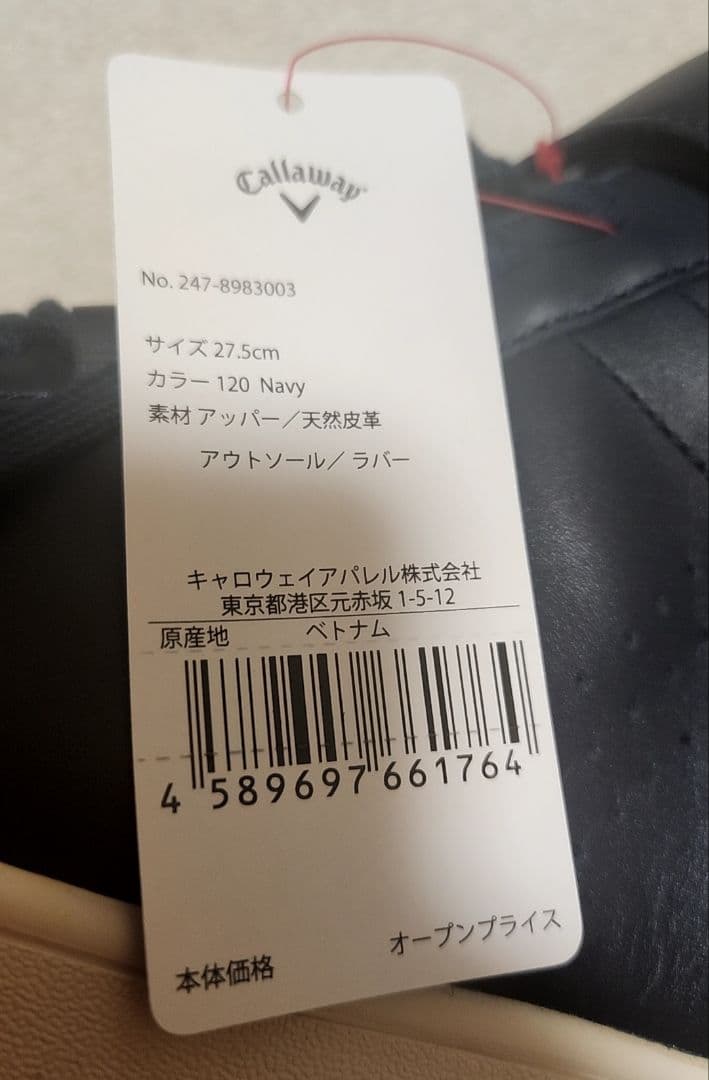 Callaway
No. 247-8983003
サイズ 27.5cm
カラー 120 Navy
素材 アッパー／天然皮革
アウトソール／ ラバー
キャロウェイアパレル株式会社
東京都港区元赤坂 1-5-12
原産地 ベトナム
4 589697 661764
本体価格 オープンプライス